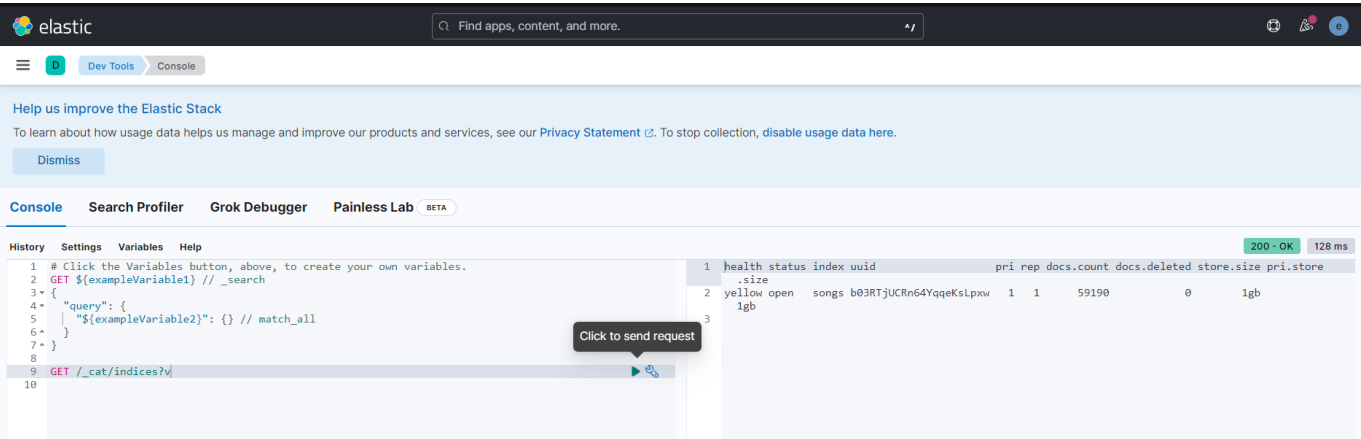 elastic
Find apps, content, and more.
^/
e
D
Dev Tools
Console
Help us improve the Elastic Stack
To learn about how usage data helps us manage and improve our products and services, see our Privacy Statement. To stop collection, disable usage data here.
Dismiss
Console
Search Profiler
Grok Debugger
Painless Lab
BETA
History
Settings
Variables
Help
200 - OK
128 ms
1 # Click the Variables button, above, to create your own variables.
2 GET ${exampleVariable1} // _search
3 {
4 "query": {
5 "${exampleVariable2}": {} // match_all
6 }
7 }
8
9 GET /_cat/indices?v
10
Click to send request
1 health status index uuid pri rep docs.count docs.deleted store.size pri.store
.size
2 yellow open songs b03RTjUCRn64YqqeKsLpxw 1 1 59190 0 1gb
1gb
3